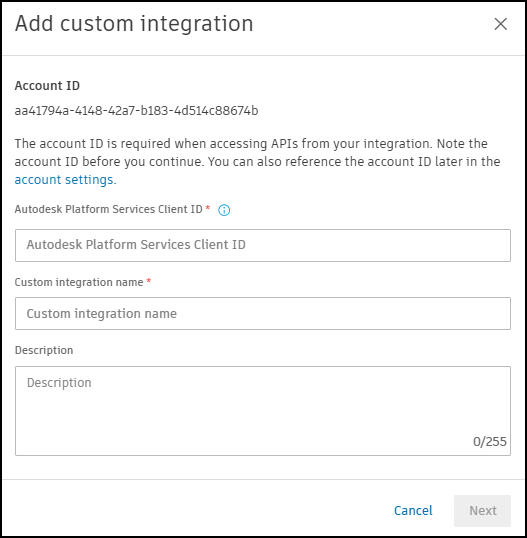 Add custom integration
Account ID
aa41794a-4148-42a7-b183-4d514c88674b
The account ID is required when accessing APIs from your integration. Note the
account ID before you continue. You can also reference the account ID later in the
account settings.
Autodesk Platform Services Client ID *
Autodesk Platform Services Client ID
Custom integration name *
Custom integration name
Description
Description
0/255
Cancel
Next